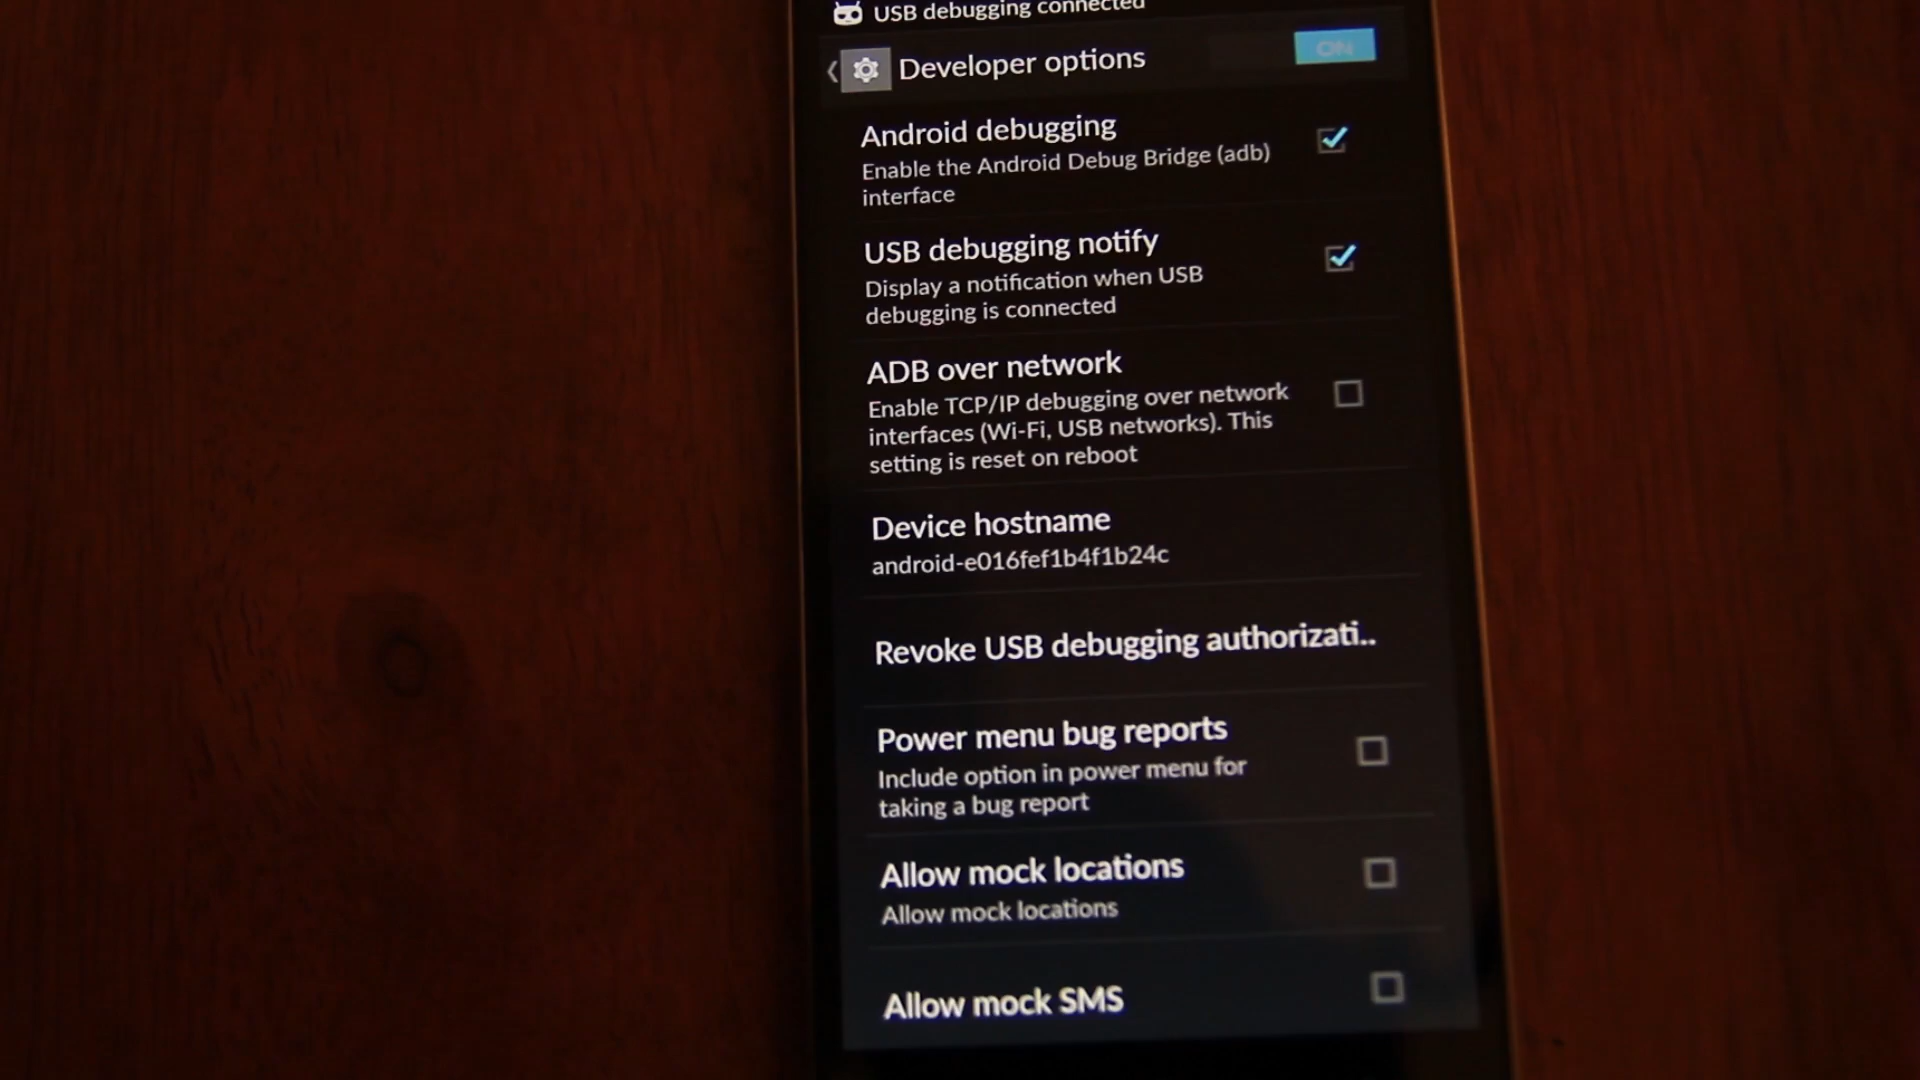 USB debugging connected
Developer options
ON
Android debugging
Enable the Android Debug Bridge (adb)
interface
USB debugging notify
Display a notification when USB
debugging is connected
ADB over network
Enable TCP/IP debugging over network
interfaces (Wi-Fi, USB networks). This
setting is reset on reboot
Device hostname
android-e016fef1b4f1b24c
Revoke USB debugging authorizati..
Power menu bug reports
Include option in power menu for
taking a bug report
Allow mock locations
Allow mock locations
Allow mock SMS